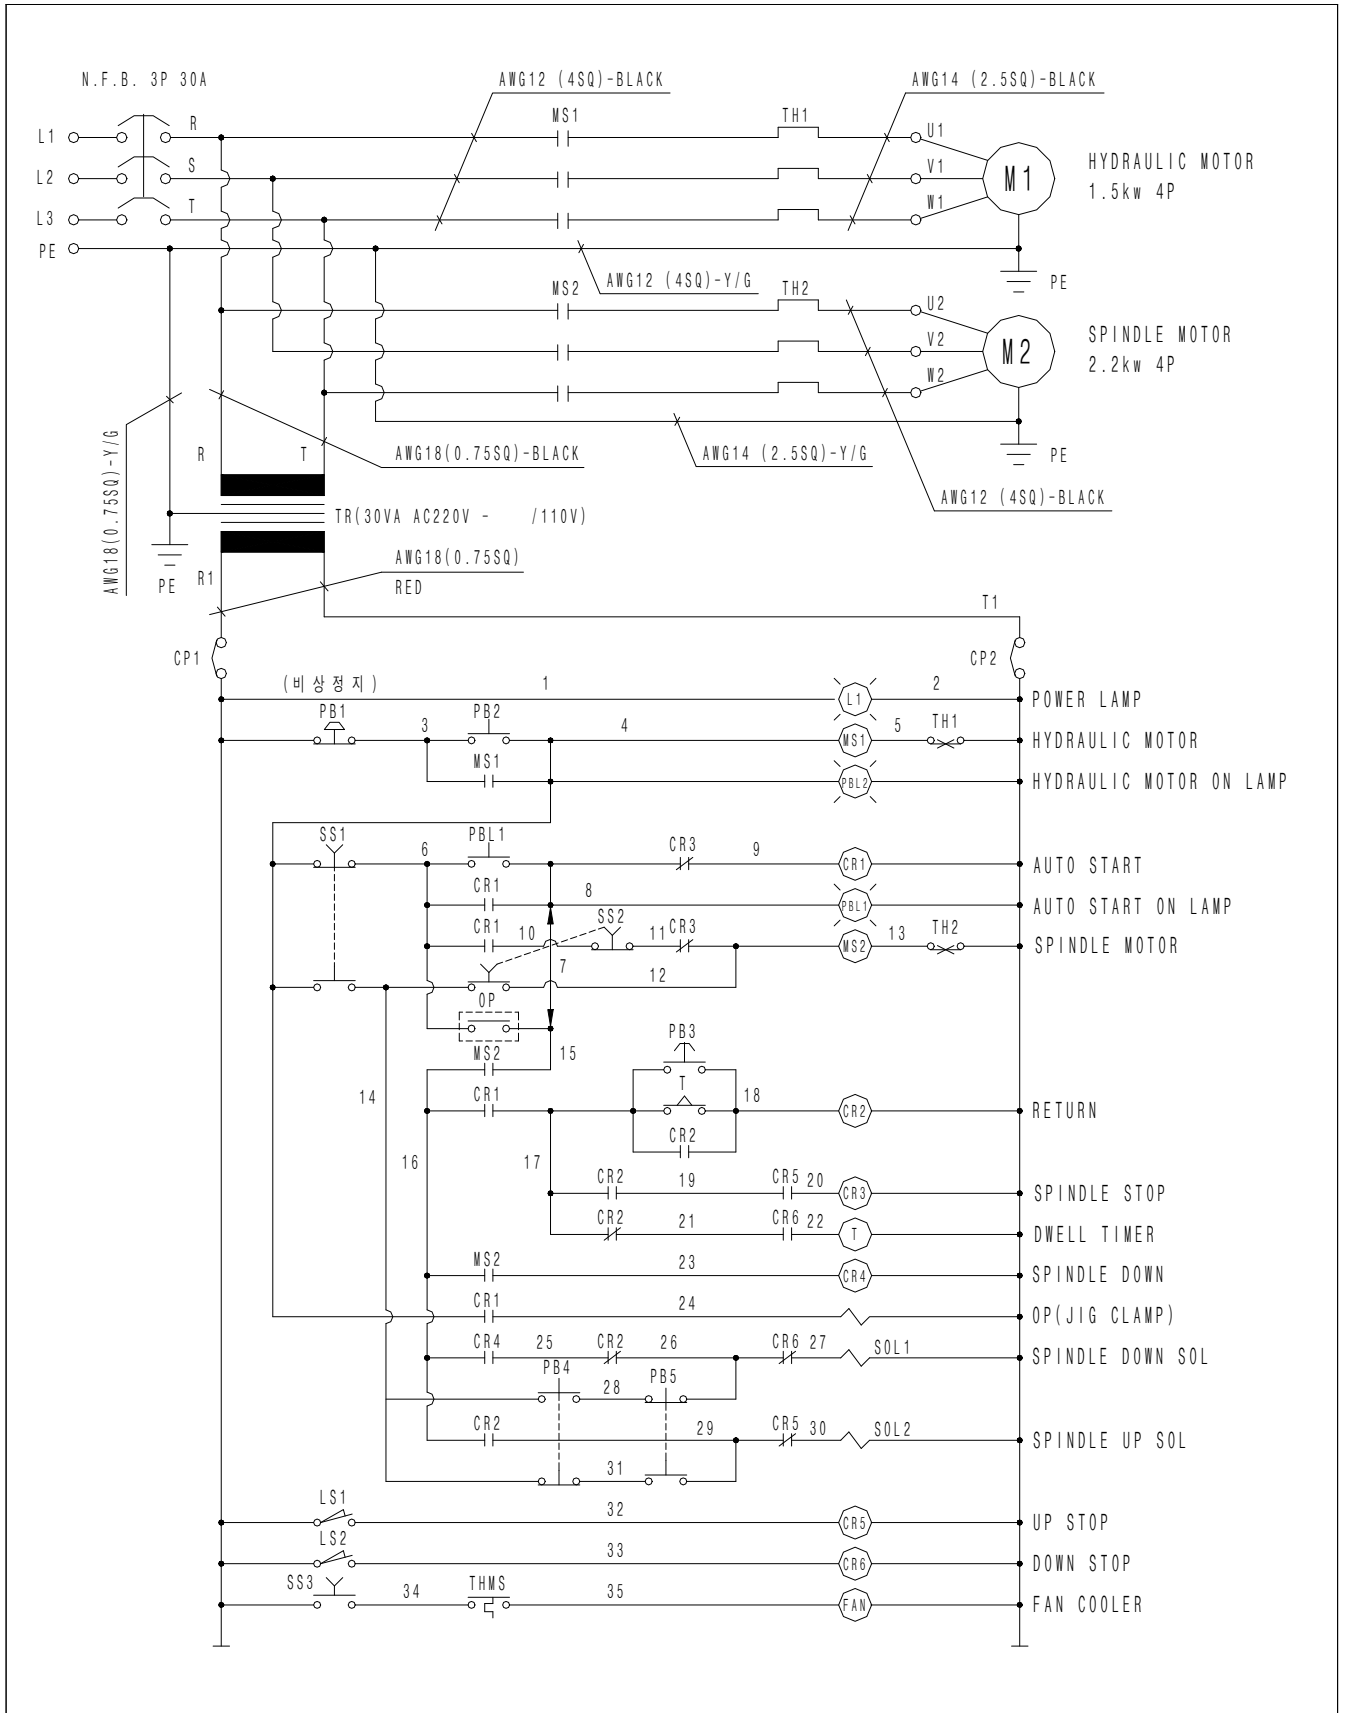 N.F.B. 3P 30A
AWG12 (4SQ)-BLACK
AWG14 (2.5SQ)-BLACK
L1
R
MS1
TH1
U1
L2
S
V1
M1
HYDRAULIC MOTOR
1.5kw 4P
L3
T
W1
PE
AWG12 (4SQ)-Y/G
PE
MS2
TH2
U2
V2
M2
SPINDLE MOTOR
2.2kw 4P
W2
AWG18(0.75SQ)-Y/G
R
T
AWG18(0.75SQ)-BLACK
AWG14 (2.5SQ)-Y/G
PE
AWG12 (4SQ)-BLACK
TR(30VA AC220V - /110V)
PE
R1
AWG18(0.75SQ)
RED
T1
CP1
CP2
(비상정지)
1
L1
2
POWER LAMP
PB1
3
PB2
4
MS1
5
TH1
HYDRAULIC MOTOR
MS1
PBL2
HYDRAULIC MOTOR ON LAMP
SS1
6
PBL1
CR3
9
CR1
AUTO START
CR1
8
PBL1
AUTO START ON LAMP
CR1
10
SS2
11
CR3
MS2
13
TH2
SPINDLE MOTOR
7
12
OP
MS2
15
PB3
14
CR1
T
18
CR2
RETURN
CR2
16
17
CR2
19
CR5
20
CR3
SPINDLE STOP
CR2
21
CR6
22
T
DWELL TIMER
MS2
23
CR4
SPINDLE DOWN
CR1
24
OP(JIG CLAMP)
CR4
25
CR2
26
CR6
27
SOL1
SPINDLE DOWN SOL
PB4
28
PB5
CR2
29
CR5
30
SOL2
SPINDLE UP SOL
31
LS1
32
CR5
UP STOP
LS2
33
CR6
DOWN STOP
SS3
34
THMS
35
FAN
FAN COOLER